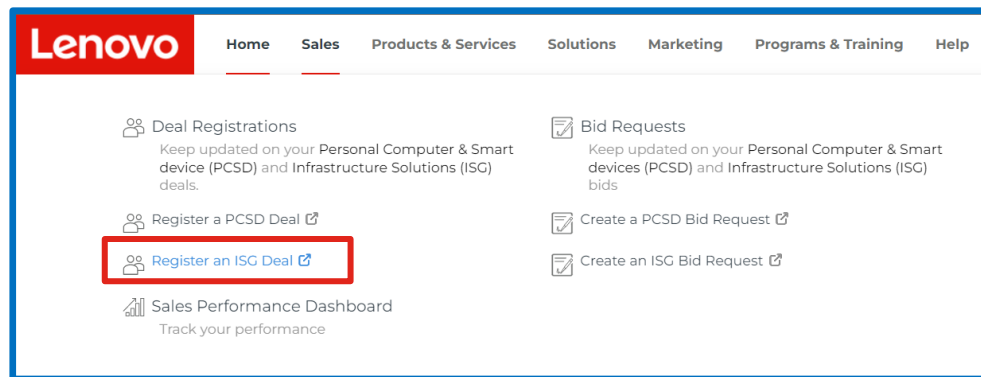 Lenovo
Home Sales Products & Services Solutions Marketing Programs & Training Help
Deal Registrations
Keep updated on your Personal Computer & Smart
device (PCSD) and Infrastructure Solutions (ISG)
deals.
Register a PCSD Deal
Register an ISG Deal
Sales Performance Dashboard
Track your performance
Bid Requests
Keep updated on your Personal Computer & Smart
devices (PCSD) and Infrastructure Solutions (ISG)
bids
Create a PCSD Bid Request
Create an ISG Bid Request